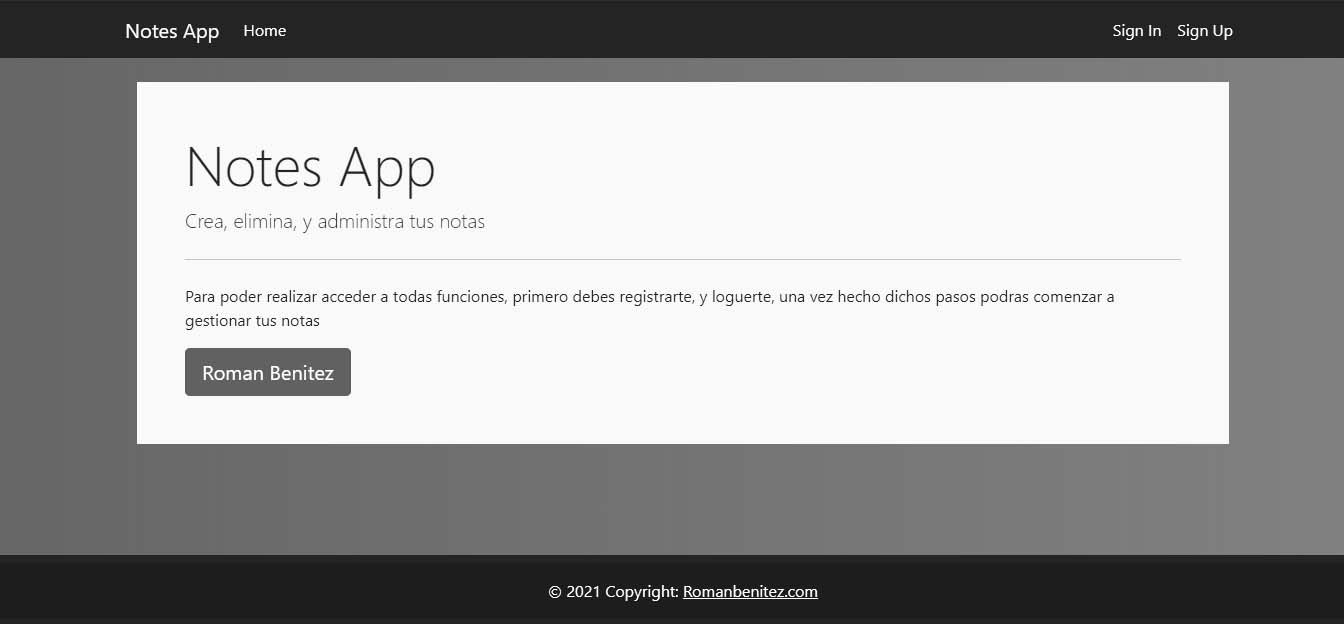 Notes App Home Sign In Sign Up
Notes App
Crea, elimina, y administra tus notas
Para poder realizar acceder a todas funciones, primero debes registrarte, y loguerte, una vez hecho dichos pasos podras comenzar a
gestionar tus notas
Roman Benitez
© 2021 Copyright: Romanbenitez.com